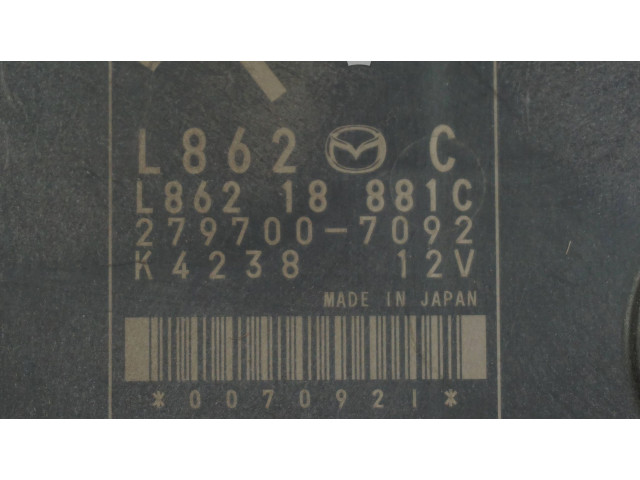 L862 C
L862 18 881C
279700-7092
K4238 12V
MADE IN JAPAN
*0070921*